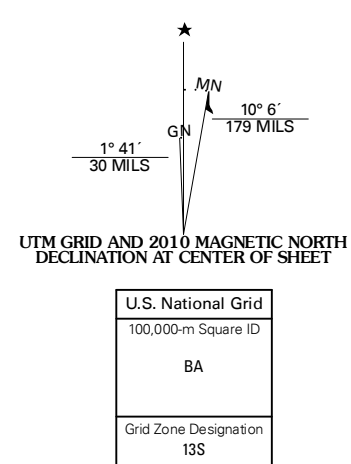 ★
MN
10° 6´
179 MILS
GN
1° 41´
30 MILS
UTM GRID AND 2010 MAGNETIC NORTH
DECLINATION AT CENTER OF SHEET
U.S. National Grid
100,000-m Square ID
BA
Grid Zone Designation
13S